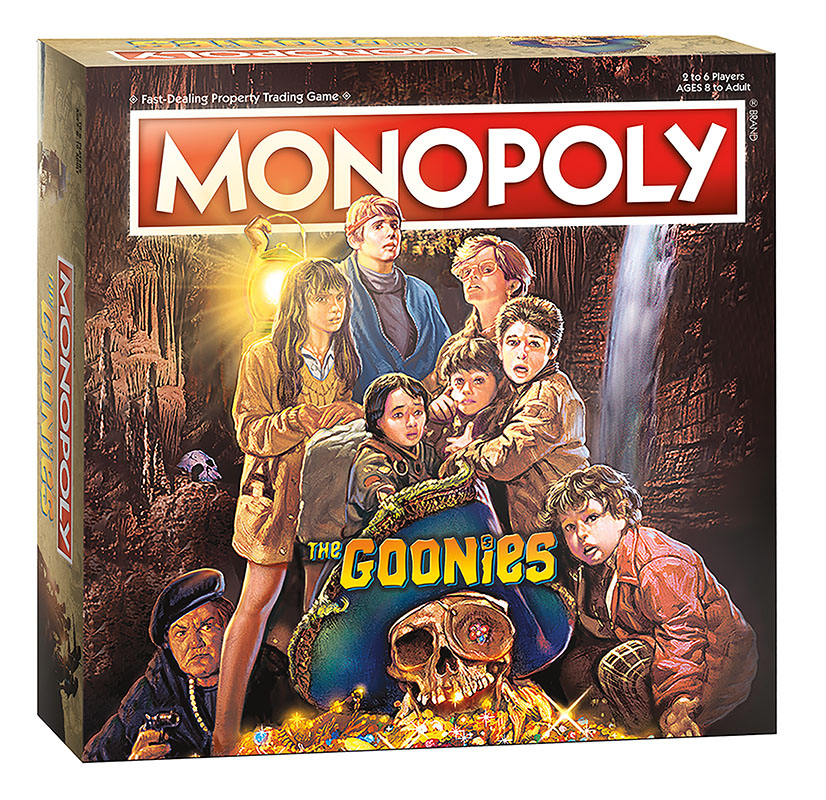 MONOPOLY
◈ Fast-Dealing Property Trading Game ◈
2 to 6 Players
AGES 8 to Adult
MONOPOLY
® BRAND
THE GOONiES
MONOPOLY
THE GOONiES